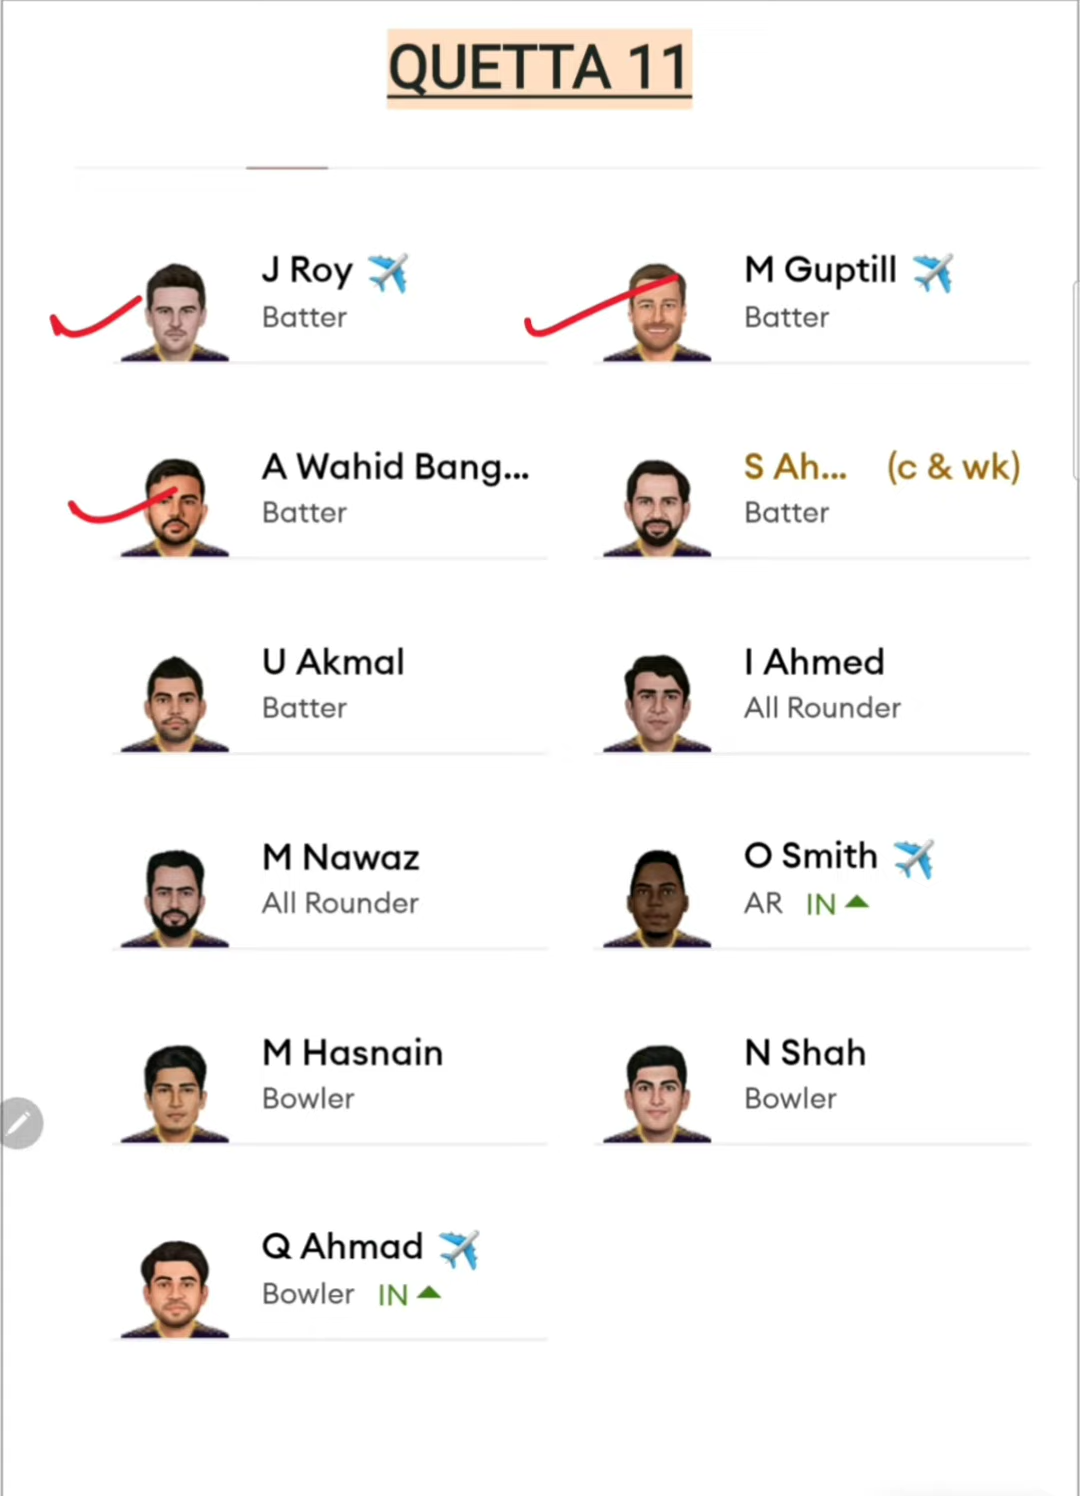 QUETTA 11
J Roy ✈️
Batter
M Guptill ✈️
Batter
A Wahid Bang...
Batter
S Ah... (c & wk)
Batter
U Akmal
Batter
I Ahmed
All Rounder
M Nawaz
All Rounder
O Smith ✈️
AR IN ▲
M Hasnain
Bowler
N Shah
Bowler
Q Ahmad ✈️
Bowler IN ▲